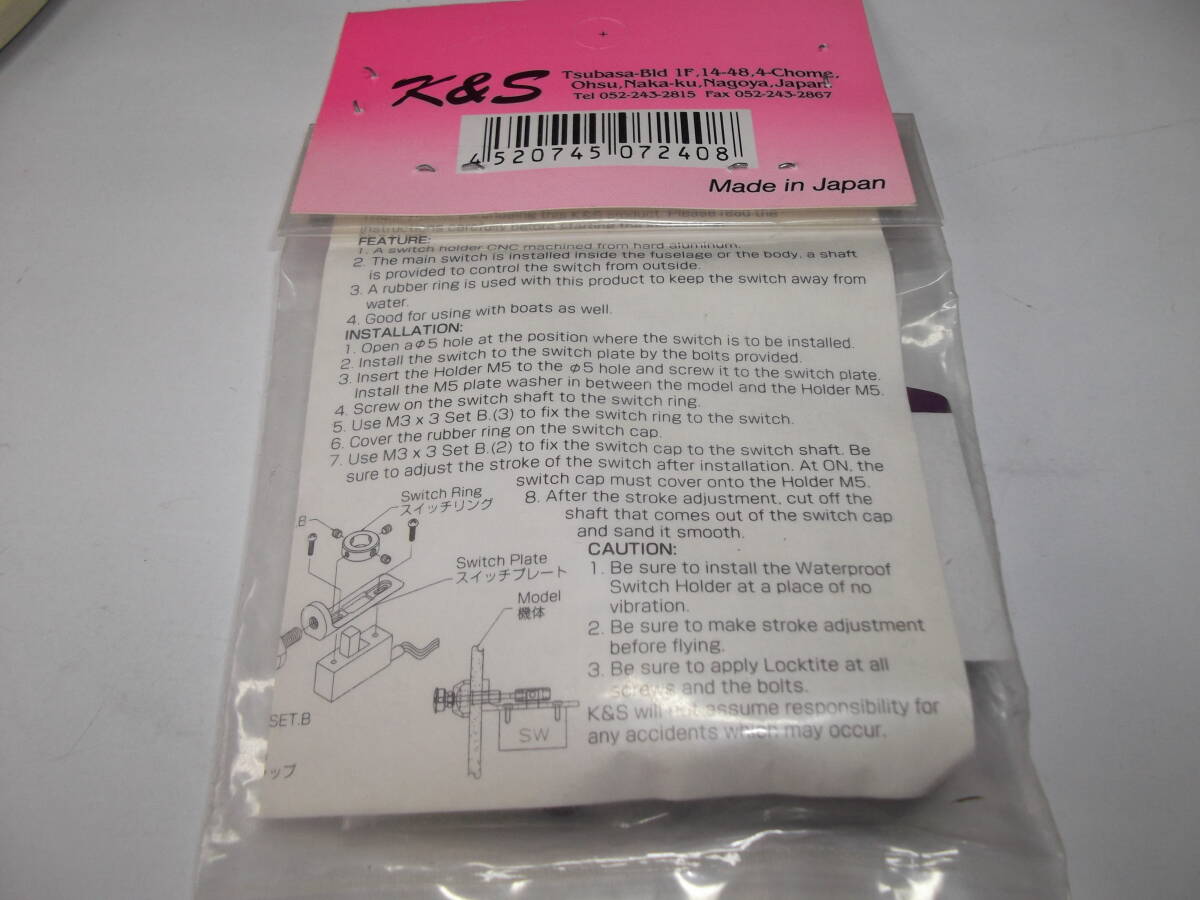 K&S
Tsubasa-Bld 1F,14-48,4-Chome,
Ohsu,Naka-ku,Nagoya,Japan.
Tel 052-243-2815 Fax 052-243-2867
4520745072408
Made in Japan
this K&S product. Please read the
instructions carefully before starting the
FEATURE:
1. A switch holder CNC machined from hard aluminum.
2. The main switch is installed inside the fuselage or the body, a shaft
is provided to control the switch from outside.
3. A rubber ring is used with this product to keep the switch away from
water.
4. Good for using with boats as well.
INSTALLATION:
1. Open a φ5 hole at the position where the switch is to be installed.
2. Install the switch to the switch plate by the bolts provided.
3. Insert the Holder M5 to the φ5 hole and screw it to the switch plate.
Install the M5 plate washer in between the model and the Holder M5.
4. Screw on the switch shaft to the switch ring.
5. Use M3 x 3 Set B.(3) to fix the switch ring to the switch.
6. Cover the rubber ring on the switch cap.
7. Use M3 x 3 Set B.(2) to fix the switch cap to the switch shaft. Be
sure to adjust the stroke of the switch after installation. At ON, the
switch cap must cover onto the Holder M5.
8. After the stroke adjustment, cut off the
shaft that comes out of the switch cap
and sand it smooth.
CAUTION:
1. Be sure to install the Waterproof
Switch Holder at a place of no
vibration.
2. Be sure to make stroke adjustment
before flying.
3. Be sure to apply Locktite at all
screws and the bolts.
K&S will not assume responsibility for
any accidents which may occur.
Switch Ring
スイッチリング
.B
Switch Plate
スイッチプレート
Model
機体
SET.B
SW
ップ